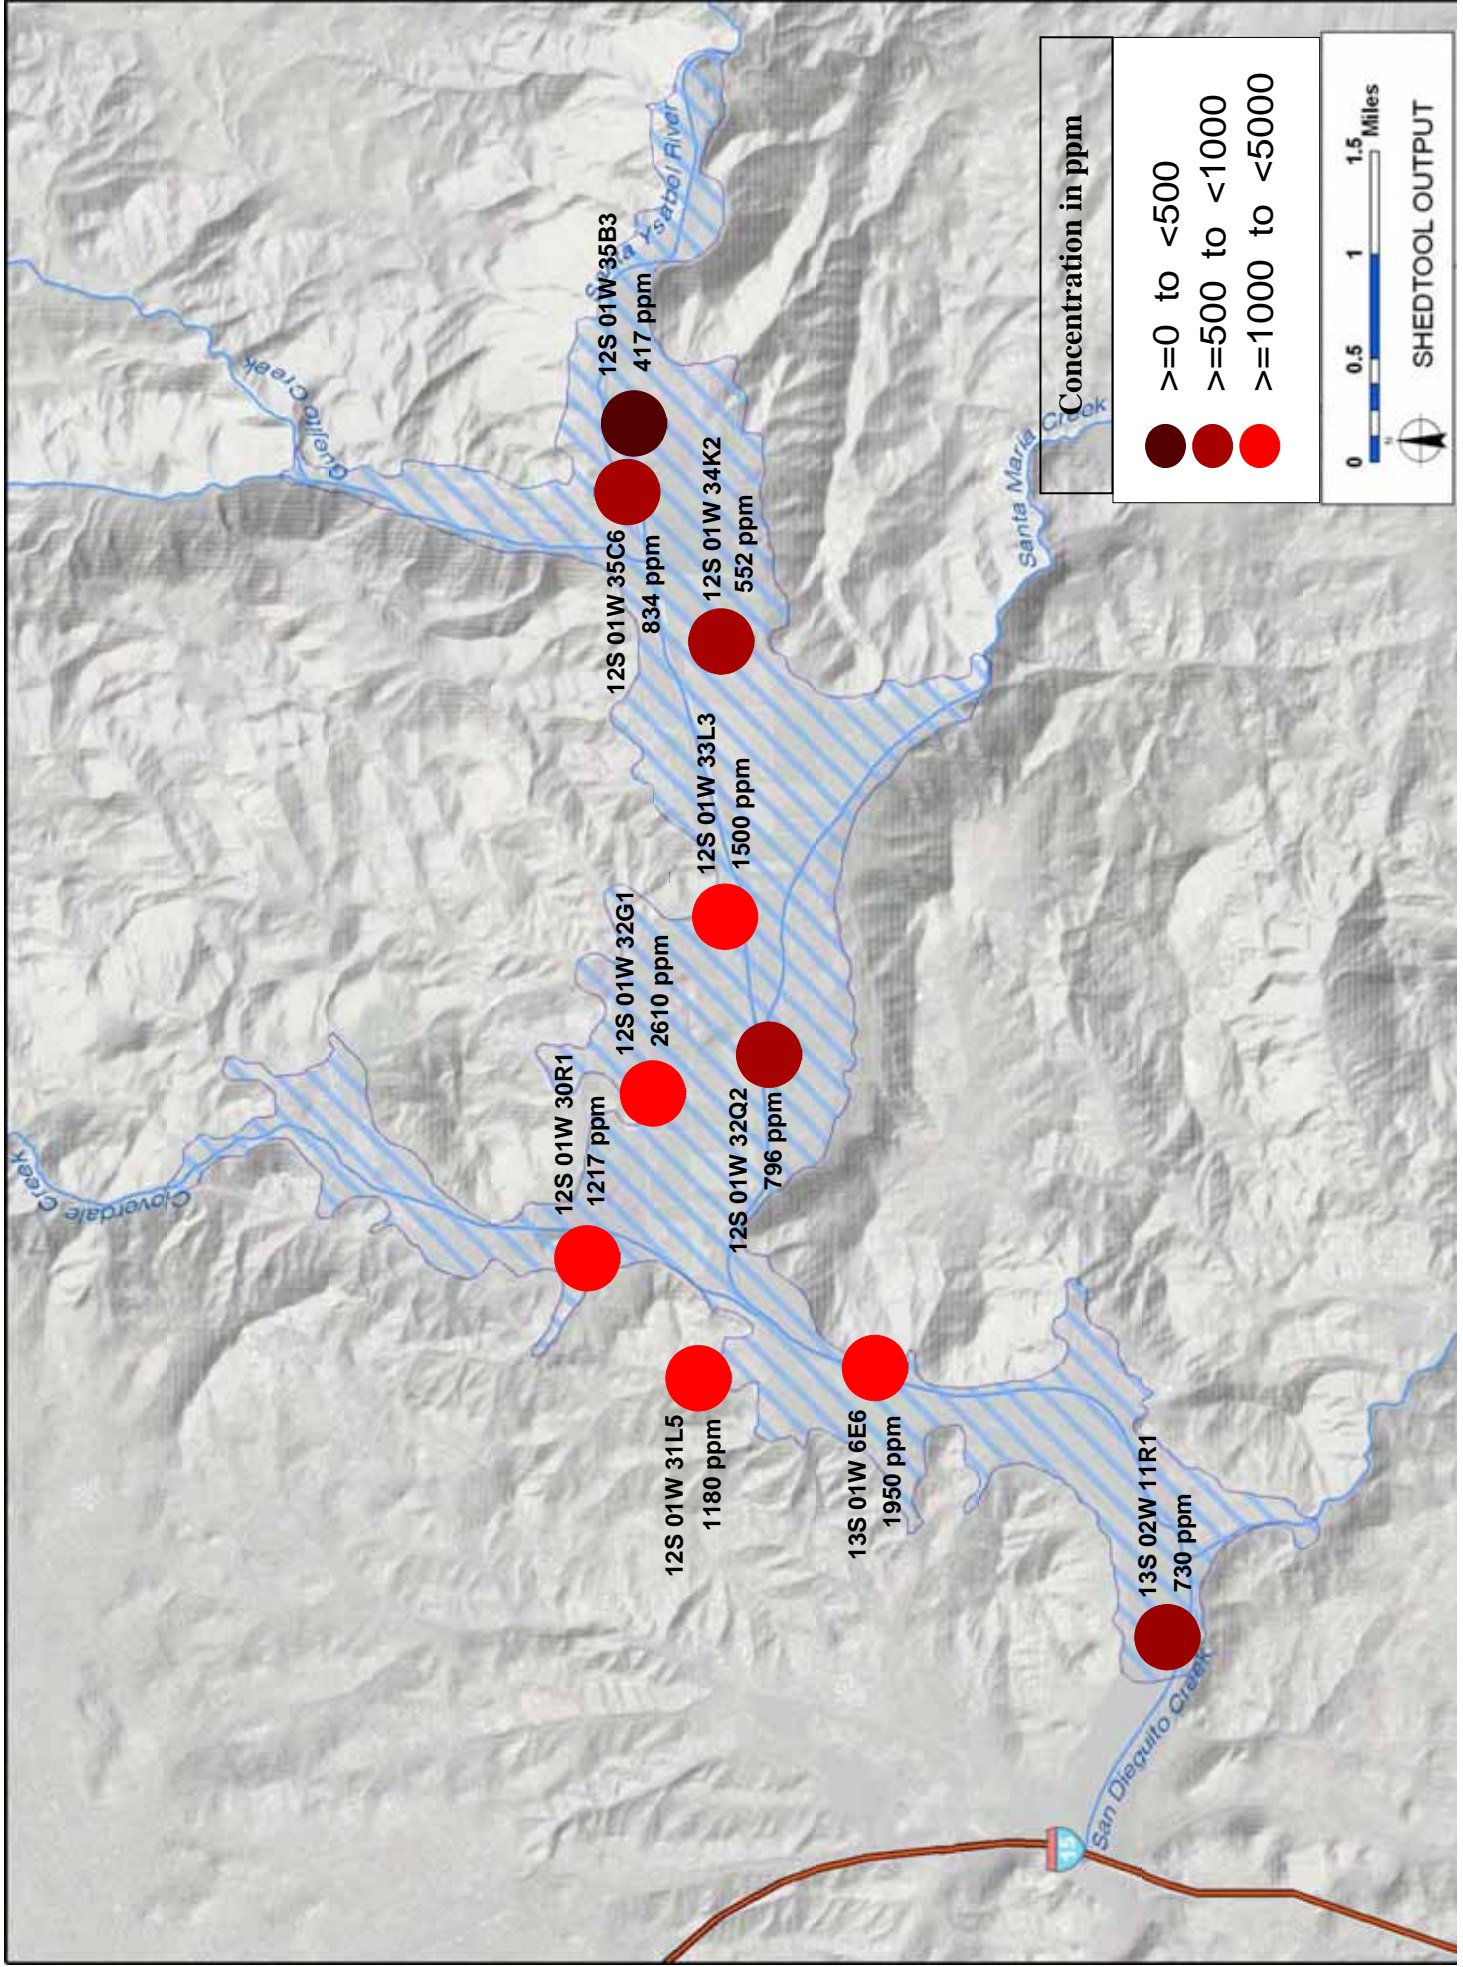 Cloverdale Creek
Guejito Creek
12S 01W 30R1
1217 ppm
12S 01W 32G1
2610 ppm
12S 01W 35C6
834 ppm
12S 01W 35B3
417 ppm
Santa Ysabel River
12S 01W 31L5
1180 ppm
12S 01W 32Q2
796 ppm
12S 01W 33L3
1500 ppm
12S 01W 34K2
552 ppm
13S 01W 6E6
1950 ppm
Santa Maria Creek
13S 02W 11R1
730 ppm
San Dieguito Creek
15
Concentration in ppm
>=0 to <500
>=500 to <1000
>=1000 to <5000
0 0.5 1 1.5
Miles
N
SHEDTOOL OUTPUT